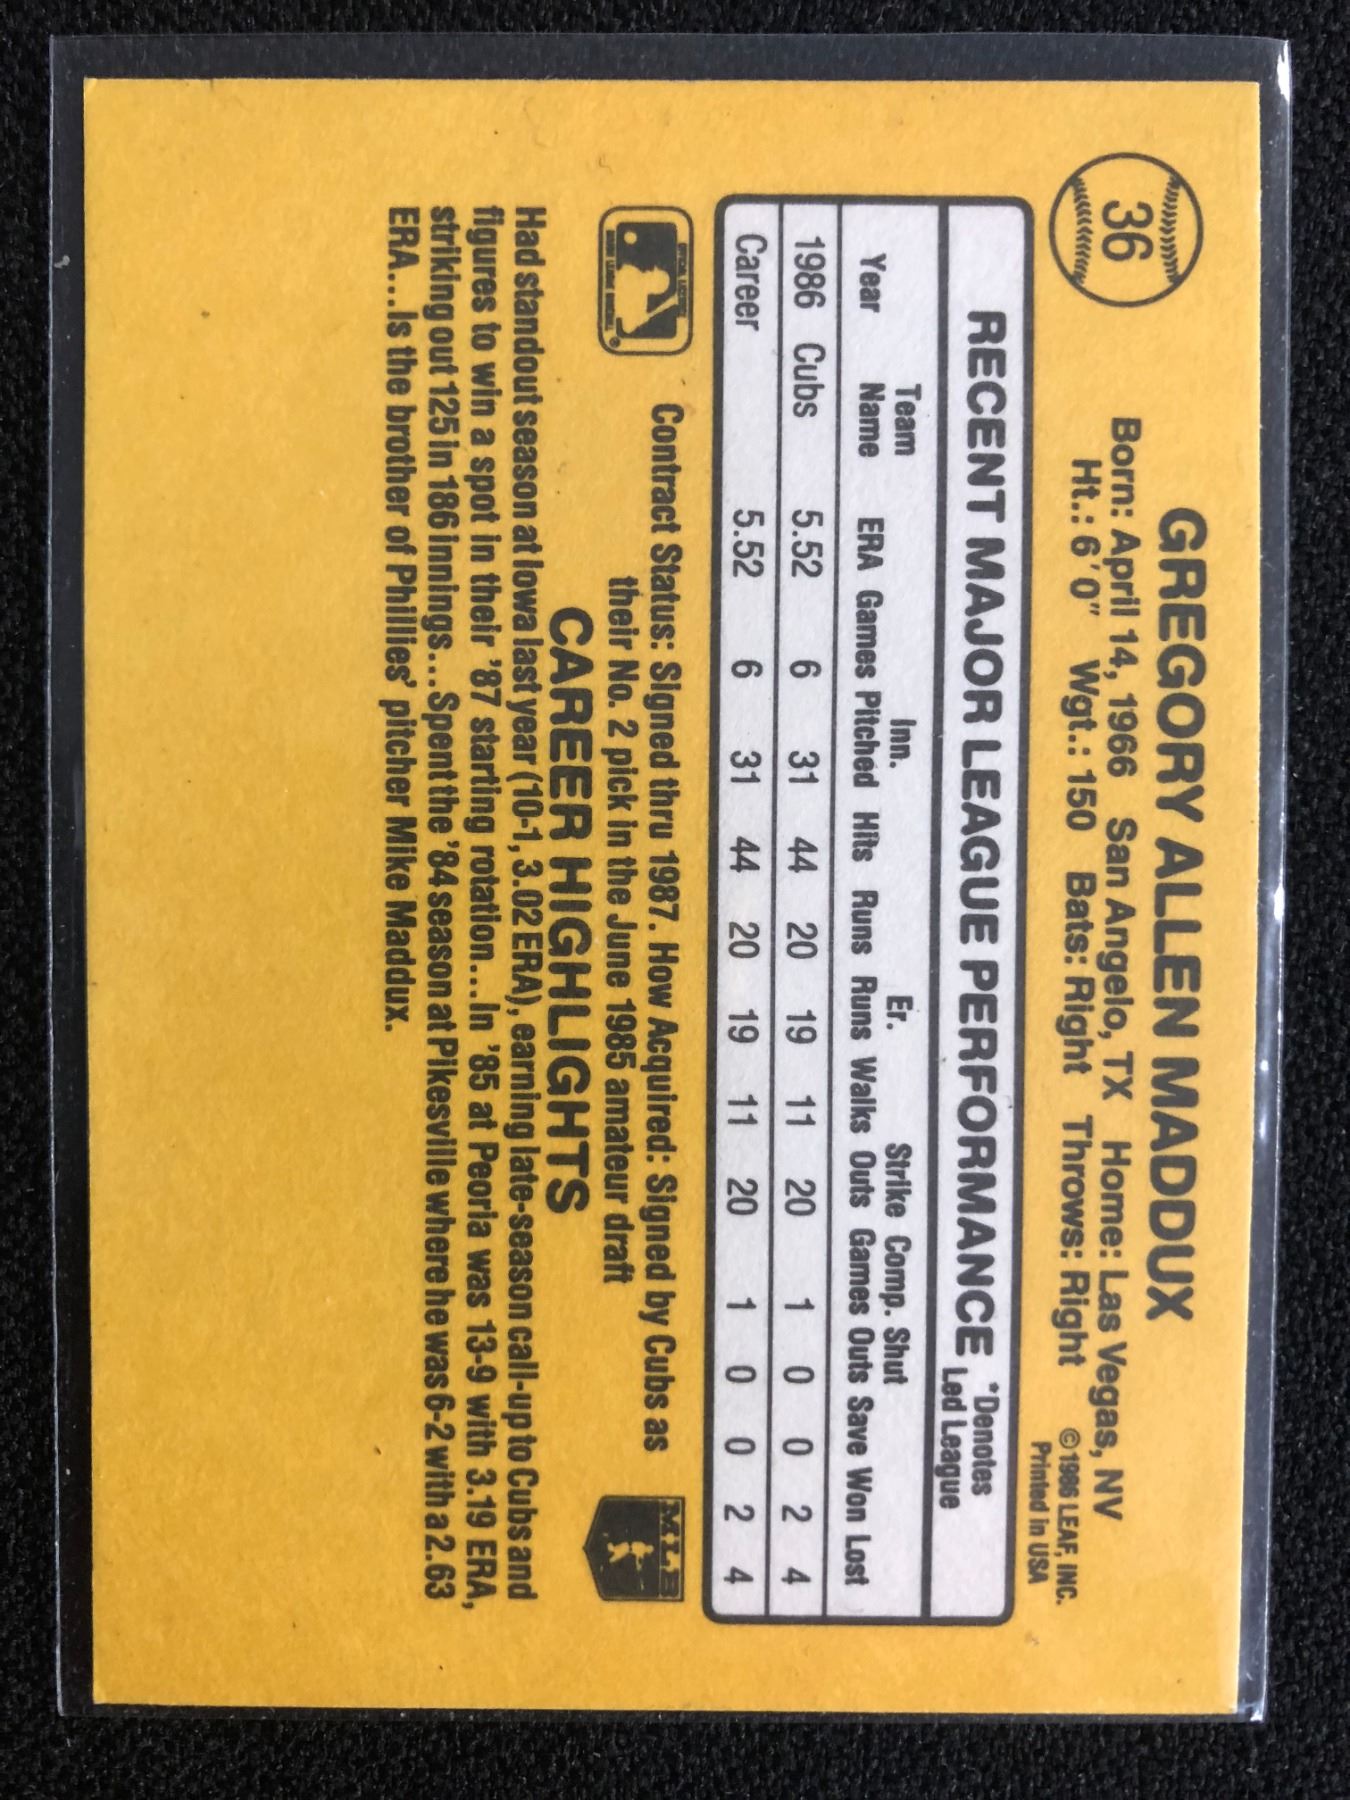 36
GREGORY ALLEN MADDUX
Born: April 14, 1966 San Angelo, TX Home: Las Vegas, NV
Ht.: 6'0" Wgt.: 150 Bats: Right Throws: Right
©1986 LEAF, INC.
Printed in USA
RECENT MAJOR LEAGUE PERFORMANCE *Denotes Led League
Team Inn. Er. Strike Comp. Shut
Year Name ERA Games Pitched Hits Runs Runs Walks Outs Games Outs Save Won Lost
1986 Cubs 5.52 6 31 44 20 19 11 20 1 0 0 2 4
Career 5.52 6 31 44 20 19 11 20 1 0 0 2 4
Contract Status: Signed thru 1987. How Acquired: Signed by Cubs as
their No. 2 pick in the June 1985 amateur draft
MLB
CAREER HIGHLIGHTS
Had standout season at Iowa last year (10-1, 3.02 ERA), earning late-season call-up to Cubs and
figures to win a spot in their '87 starting rotation...In '85 at Peoria was 13-9 with 3.19 ERA,
striking out 125 in 186 innings...Spent the '84 season at Pikesville where he was 6-2 with a 2.63
ERA...Is the brother of Phillies' pitcher Mike Maddux.